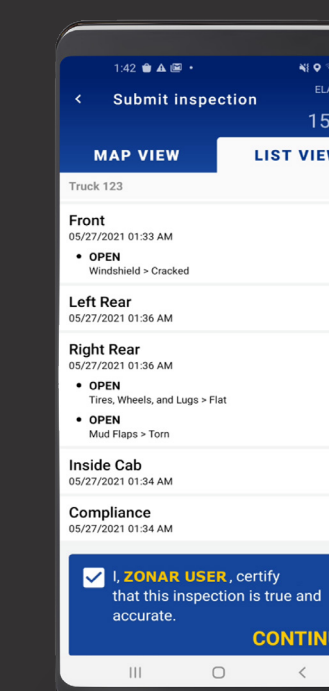 1:42
Submit inspection
MAP VIEW
Truck 123
Front
05/27/2021 01:33 AM
• OPEN
Windshield > Cracked
Left Rear
05/27/2021 01:36 AM
Right Rear
05/27/2021 01:36 AM
• OPEN
Tires, Wheels, and Lugs > Flat
• OPEN
Mud Flaps > Torn
Inside Cab
05/27/2021 01:34 AM
Compliance
05/27/2021 01:34 AM
I, ZONAR USER, certify
that this inspection is true and
accurate.